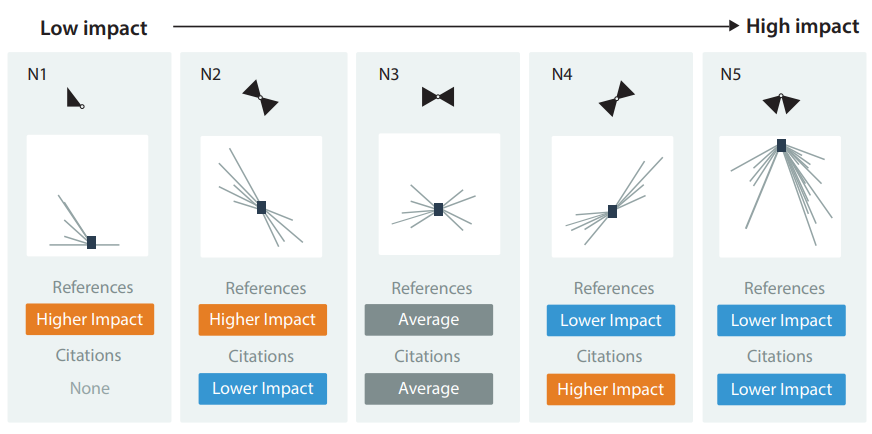 Low impact
High impact
N1
N2
N3
N4
N5
References
Higher Impact
Citations
None
References
Higher Impact
Citations
Lower Impact
References
Average
Citations
Average
References
Lower Impact
Citations
Higher Impact
References
Lower Impact
Citations
Lower Impact